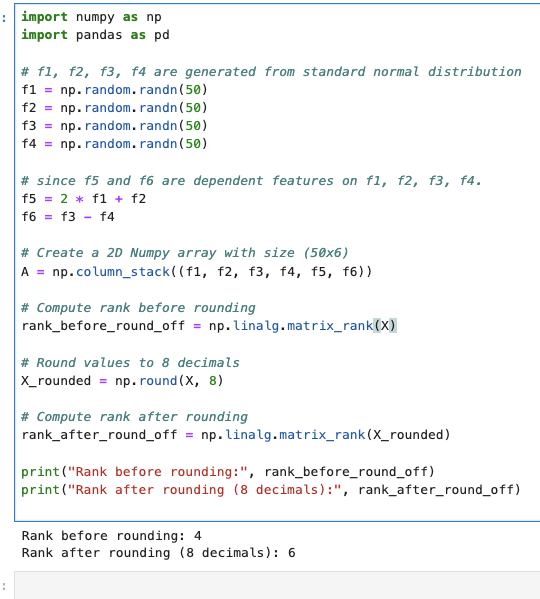 :
import numpy as np
import pandas as pd
# f1, f2, f3, f4 are generated from standard normal distribution
f1 = np.random.randn(50)
f2 = np.random.randn(50)
f3 = np.random.randn(50)
f4 = np.random.randn(50)
# since f5 and f6 are dependent features on f1, f2, f3, f4.
f5 = 2 * f1 + f2
f6 = f3 - f4
# Create a 2D Numpy array with size (50x6)
A = np.column_stack((f1, f2, f3, f4, f5, f6))
# Compute rank before rounding
rank_before_round_off = np.linalg.matrix_rank(X)
# Round values to 8 decimals
X_rounded = np.round(X, 8)
# Compute rank after rounding
rank_after_round_off = np.linalg.matrix_rank(X_rounded)
print("Rank before rounding:", rank_before_round_off)
print("Rank after rounding (8 decimals):", rank_after_round_off)
Rank before rounding: 4
Rank after rounding (8 decimals): 6
: